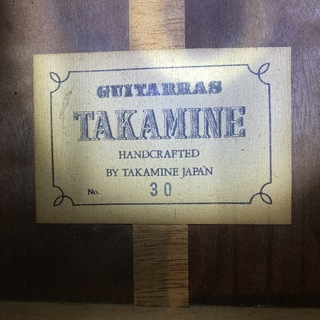 GUITARRAS
TAKAMINE
HANDCRAFTED
BY TAKAMINE JAPAN
No. 30